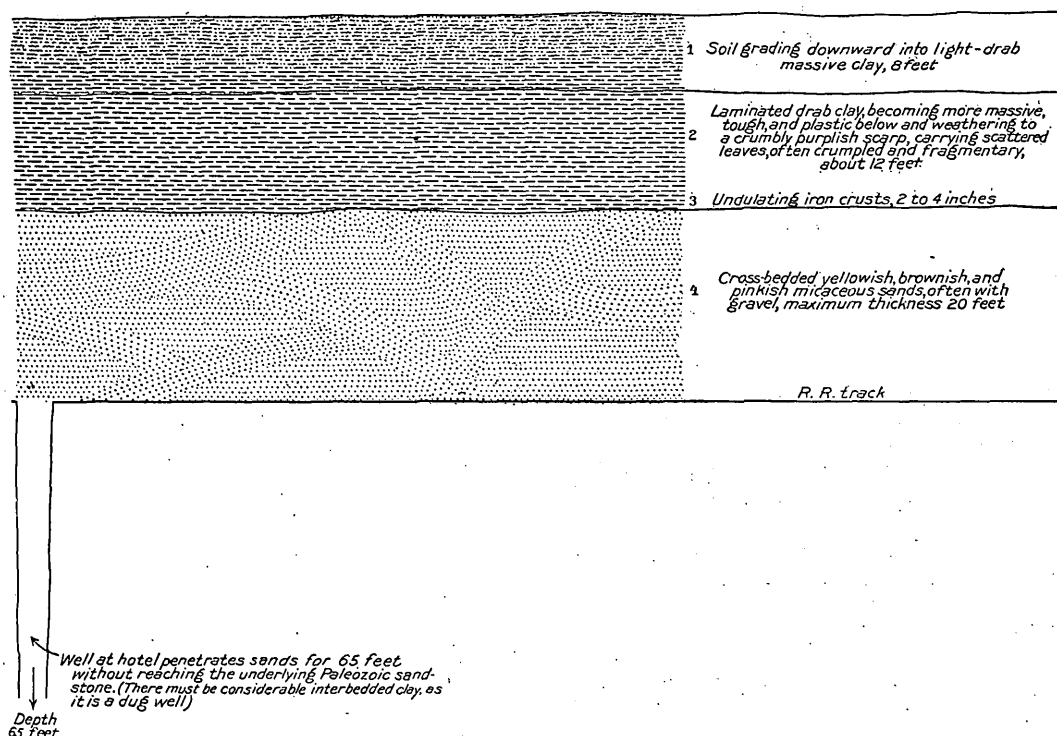 1 Soil grading downward into light-drab
massive clay, 8 feet
Laminated drab clay, becoming more massive,
tough, and plastic below and weathering to
2 a crumbly purplish scarp, carrying scattered
leaves, often crumpled and fragmentary,
about 12 feet.
3 Undulating iron crusts, 2 to 4 inches
Cross-bedded yellowish, brownish, and
4 pinkish micaceous sands, often with
gravel, maximum thickness 20 feet
R. R. track
Well at hotel penetrates sands for 65 feet
without reaching the underlying Paleozoic sand-
stone. (There must be considerable interbedded clay, as
it is a dug well)
Depth
65 feet